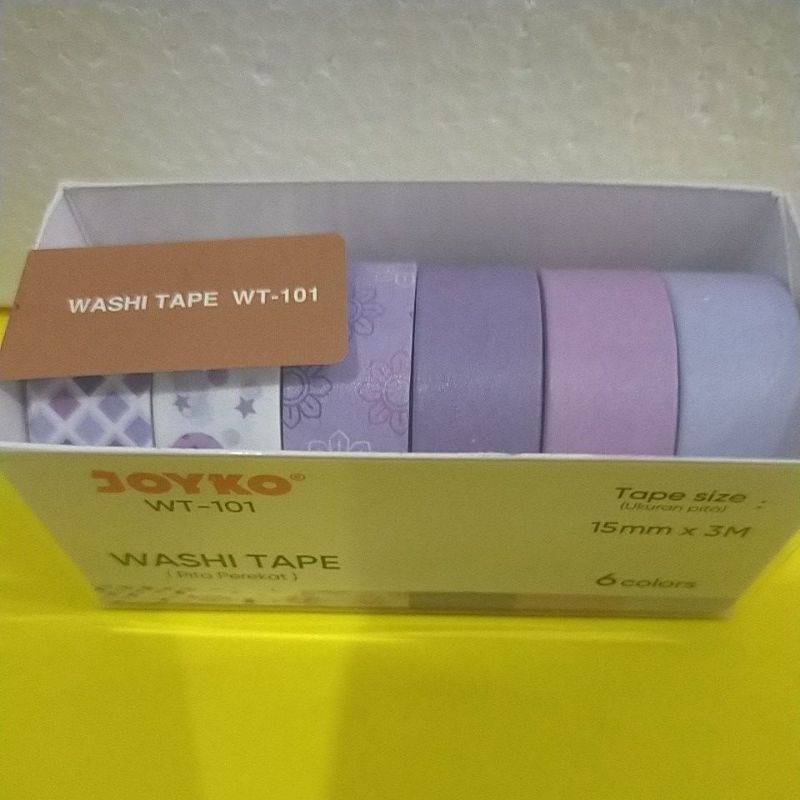 WASHI TAPE WT-101
JOYKO®
WT-101
WASHI TAPE
(Pita Perekat)
Tape size :
(Ukuran pita)
15mm x 3M
6 colors